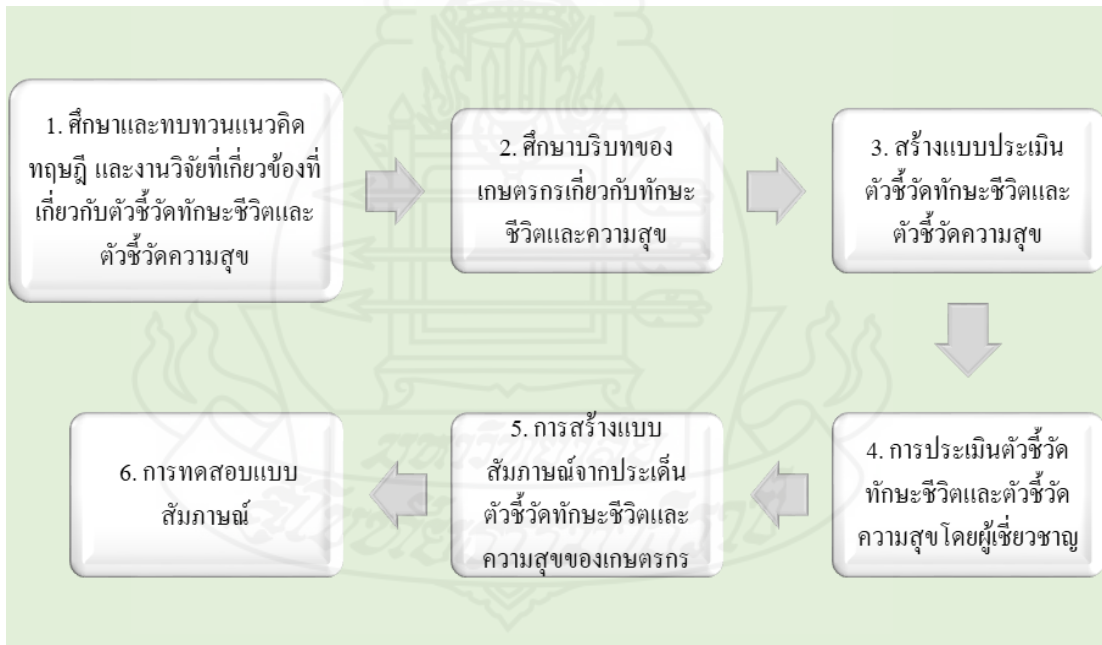 1. ศึกษาและทบทวนแนวคิด
ทฤษฎี และงานวิจัยที่เกี่ยวข้องที่
เกี่ยวกับตัวชี้วัดทักษะชีวิตและ
ตัวชี้วัดความสุข
2. ศึกษาบริบทของ
เกษตรกรเกี่ยวกับทักษะ
ชีวิตและความสุข
3. สร้างแบบประเมิน
ตัวชี้วัดทักษะชีวิตและ
ตัวชี้วัดความสุข
4. การประเมินตัวชี้วัด
ทักษะชีวิตและตัวชี้วัด
ความสุข โดยผู้เชี่ยวชาญ
5. การสร้างแบบ
สัมภาษณ์จากประเด็น
ตัวชี้วัดทักษะชีวิตและ
ความสุขของเกษตรกร
6. การทดสอบแบบ
สัมภาษณ์